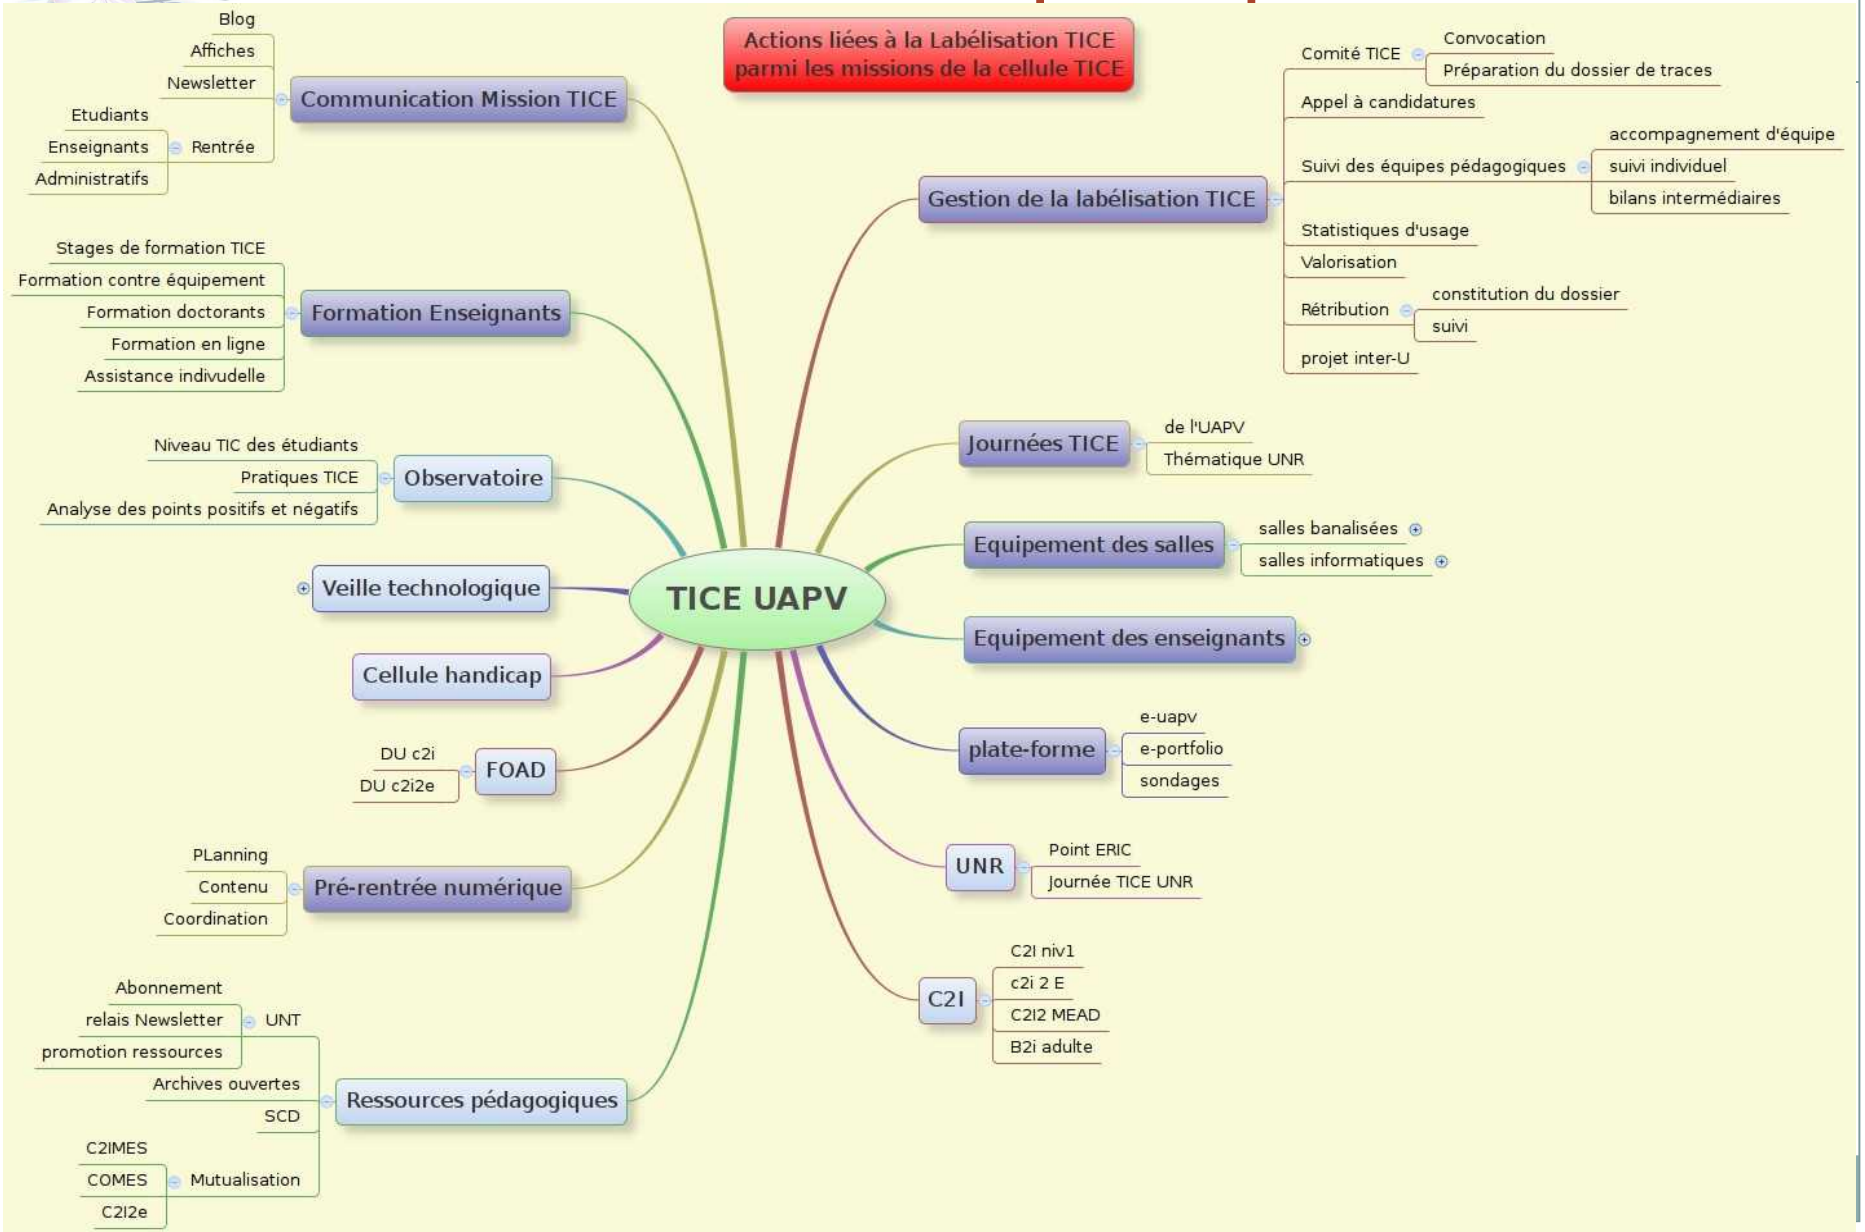 Actions liées à la Labélisation TICE
parmi les missions de la cellule TICE
TICE UAPV
Communication Mission TICE
Blog
Affiches
Newsletter
Rentrée
Etudiants
Enseignants
Administratifs
Formation Enseignants
Stages de formation TICE
Formation contre équipement
Formation doctorants
Formation en ligne
Assistance indivudelle
Observatoire
Niveau TIC des étudiants
Pratiques TICE
Analyse des points positifs et négatifs
Veille technologique
Cellule handicap
FOAD
DU c2i
DU c2i2e
Pré-rentrée numérique
PLanning
Contenu
Coordination
Ressources pédagogiques
UNT
Abonnement
relais Newsletter
promotion ressources
Archives ouvertes
SCD
Mutualisation
C2IMES
COMES
C2I2e
Gestion de la labélisation TICE
Comité TICE
Convocation
Préparation du dossier de traces
Appel à candidatures
Suivi des équipes pédagogiques
accompagnement d'équipe
suivi individuel
bilans intermédiaires
Statistiques d'usage
Valorisation
Rétribution
constitution du dossier
suivi
projet inter-U
Journées TICE
de l'UAPV
Thématique UNR
Equipement des salles
salles banalisées
salles informatiques
Equipement des enseignants
plate-forme
e-uapv
e-portfolio
sondages
UNR
Point ERIC
Journée TICE UNR
C2I
C2I niv1
c2i 2 E
C2I2 MEAD
B2i adulte